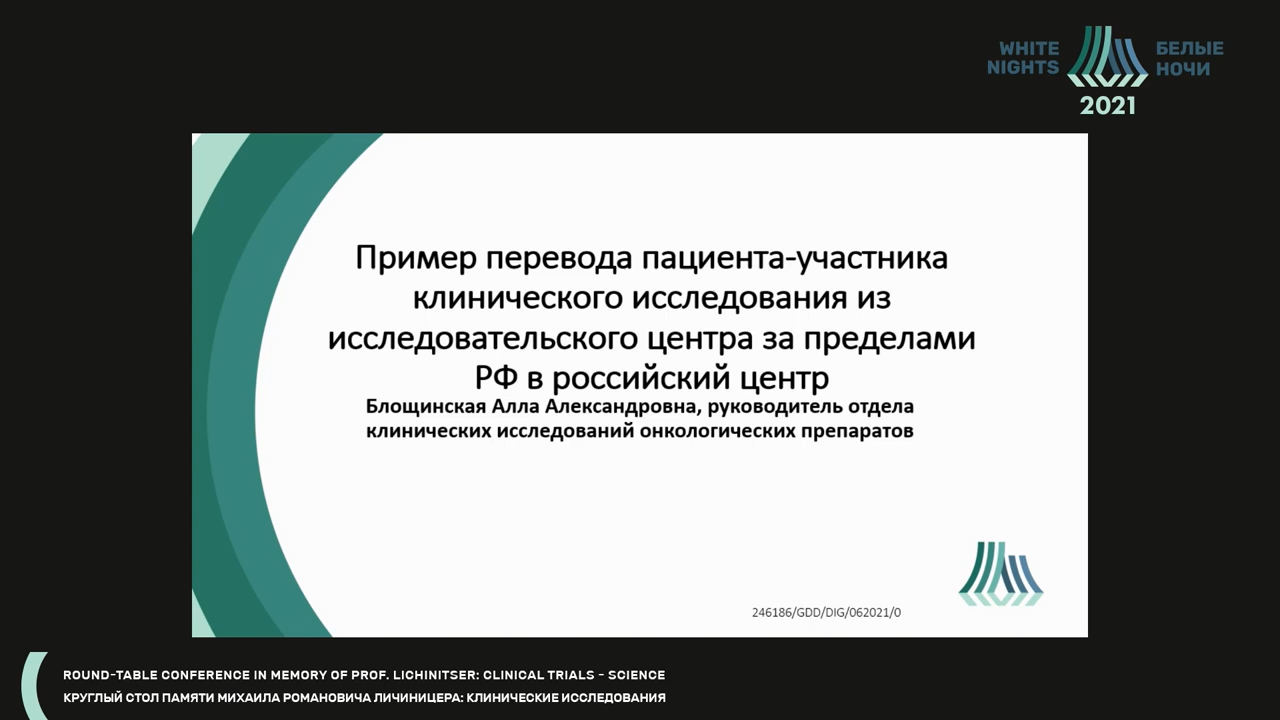 WHITE
NIGHTS
БЕЛЫЕ
НОЧИ
2021
Пример перевода пациента-участника
клинического исследования из
исследовательского центра за пределами
РФ в российский центр
Блощинская Алла Александровна, руководитель отдела
клинических исследований онкологических препаратов
246186/GDD/DIG/062021/0
ROUND-TABLE CONFERENCE IN MEMORY OF PROF. LICHINITSER: CLINICAL TRIALS - SCIENCE
КРУГЛЫЙ СТОЛ ПАМЯТИ МИХАИЛА РОМАНОВИЧА ЛИЧИНИЦЕРА: КЛИНИЧЕСКИЕ ИССЛЕДОВАНИЯ